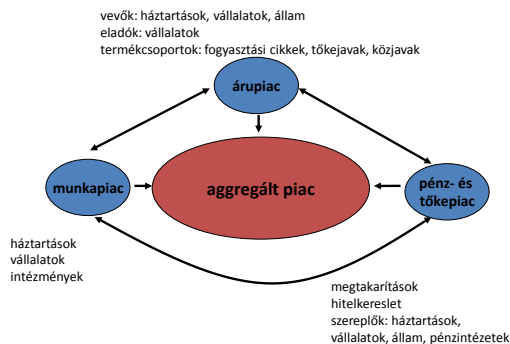 vevők: háztartások, vállalatok, állam
eladók: vállalatok
termékcsoportok: fogyasztási cikkek, tőkejavak, közjavak
árupiac
munkapiac
aggregált piac
pénz- és
tőkepiac
háztartások
vállalatok
intézmények
megtakarítások
hitelkereslet
szereplők: háztartások,
vállalatok, állam, pénzintézetek